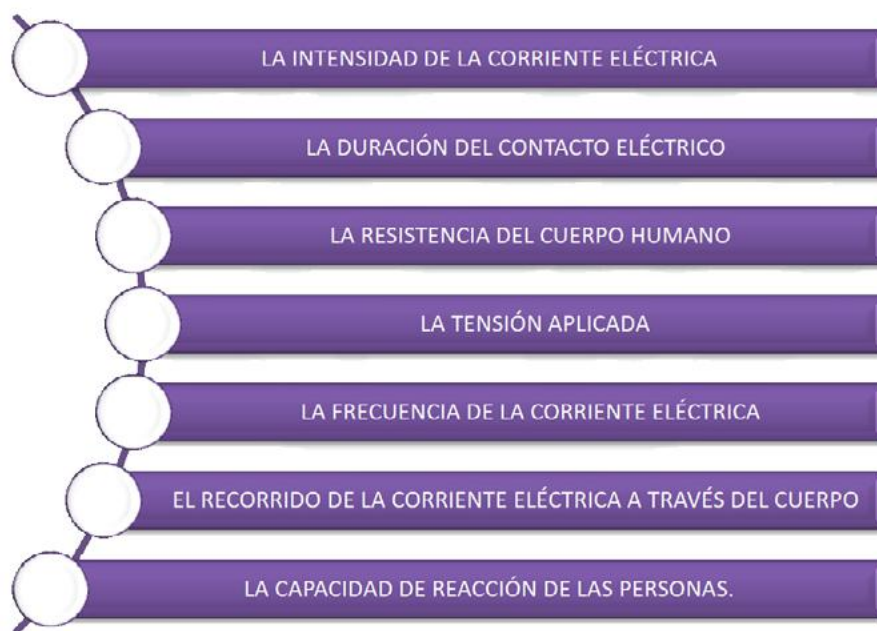 LA INTENSIDAD DE LA CORRIENTE ELÉCTRICA
LA DURACIÓN DEL CONTACTO ELÉCTRICO
LA RESISTENCIA DEL CUERPO HUMANO
LA TENSIÓN APLICADA
LA FRECUENCIA DE LA CORRIENTE ELÉCTRICA
EL RECORRIDO DE LA CORRIENTE ELÉCTRICA A TRAVÉS DEL CUERPO
LA CAPACIDAD DE REACCIÓN DE LAS PERSONAS.